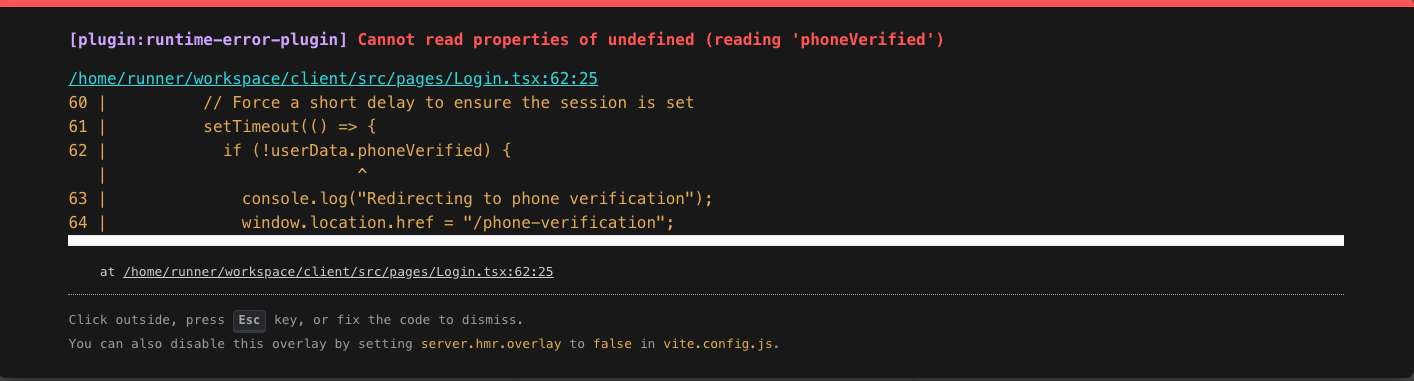 [plugin:runtime-error-plugin] Cannot read properties of undefined (reading 'phoneVerified')
/home/runner/workspace/client/src/pages/Login.tsx:62:25
60 |          // Force a short delay to ensure the session is set
61 |          setTimeout(() => {
62 |            if (!userData.phoneVerified) {
   |                          ^
63 |              console.log("Redirecting to phone verification");
64 |              window.location.href = "/phone-verification";
at /home/runner/workspace/client/src/pages/Login.tsx:62:25
Click outside, press Esc key, or fix the code to dismiss.
You can also disable this overlay by setting server.hmr.overlay to false in vite.config.js.